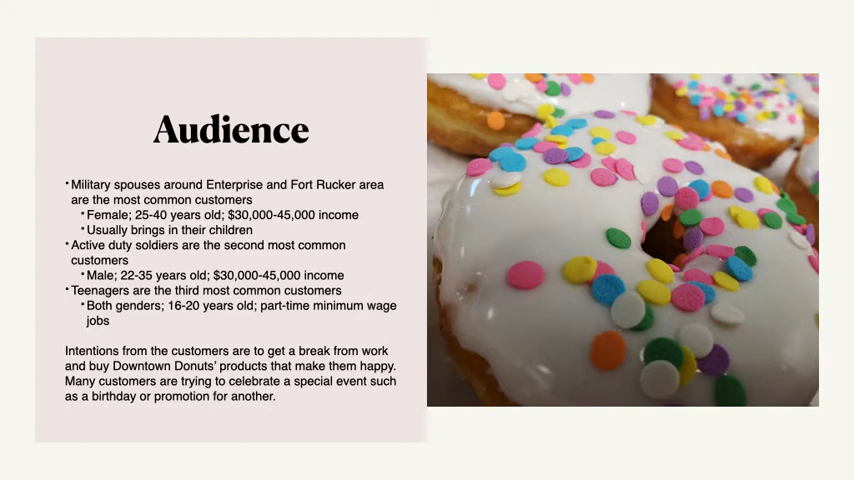 Audience
•Military spouses around Enterprise and Fort Rucker area
are the most common customers
•Female; 25-40 years old; $30,000-45,000 income
•Usually brings in their children
•Active duty soldiers are the second most common
customers
•Male; 22-35 years old; $30,000-45,000 income
•Teenagers are the third most common customers
•Both genders; 16-20 years old; part-time minimum wage
jobs
Intentions from the customers are to get a break from work
and buy Downtown Donuts’ products that make them happy.
Many customers are trying to celebrate a special event such
as a birthday or promotion for another.